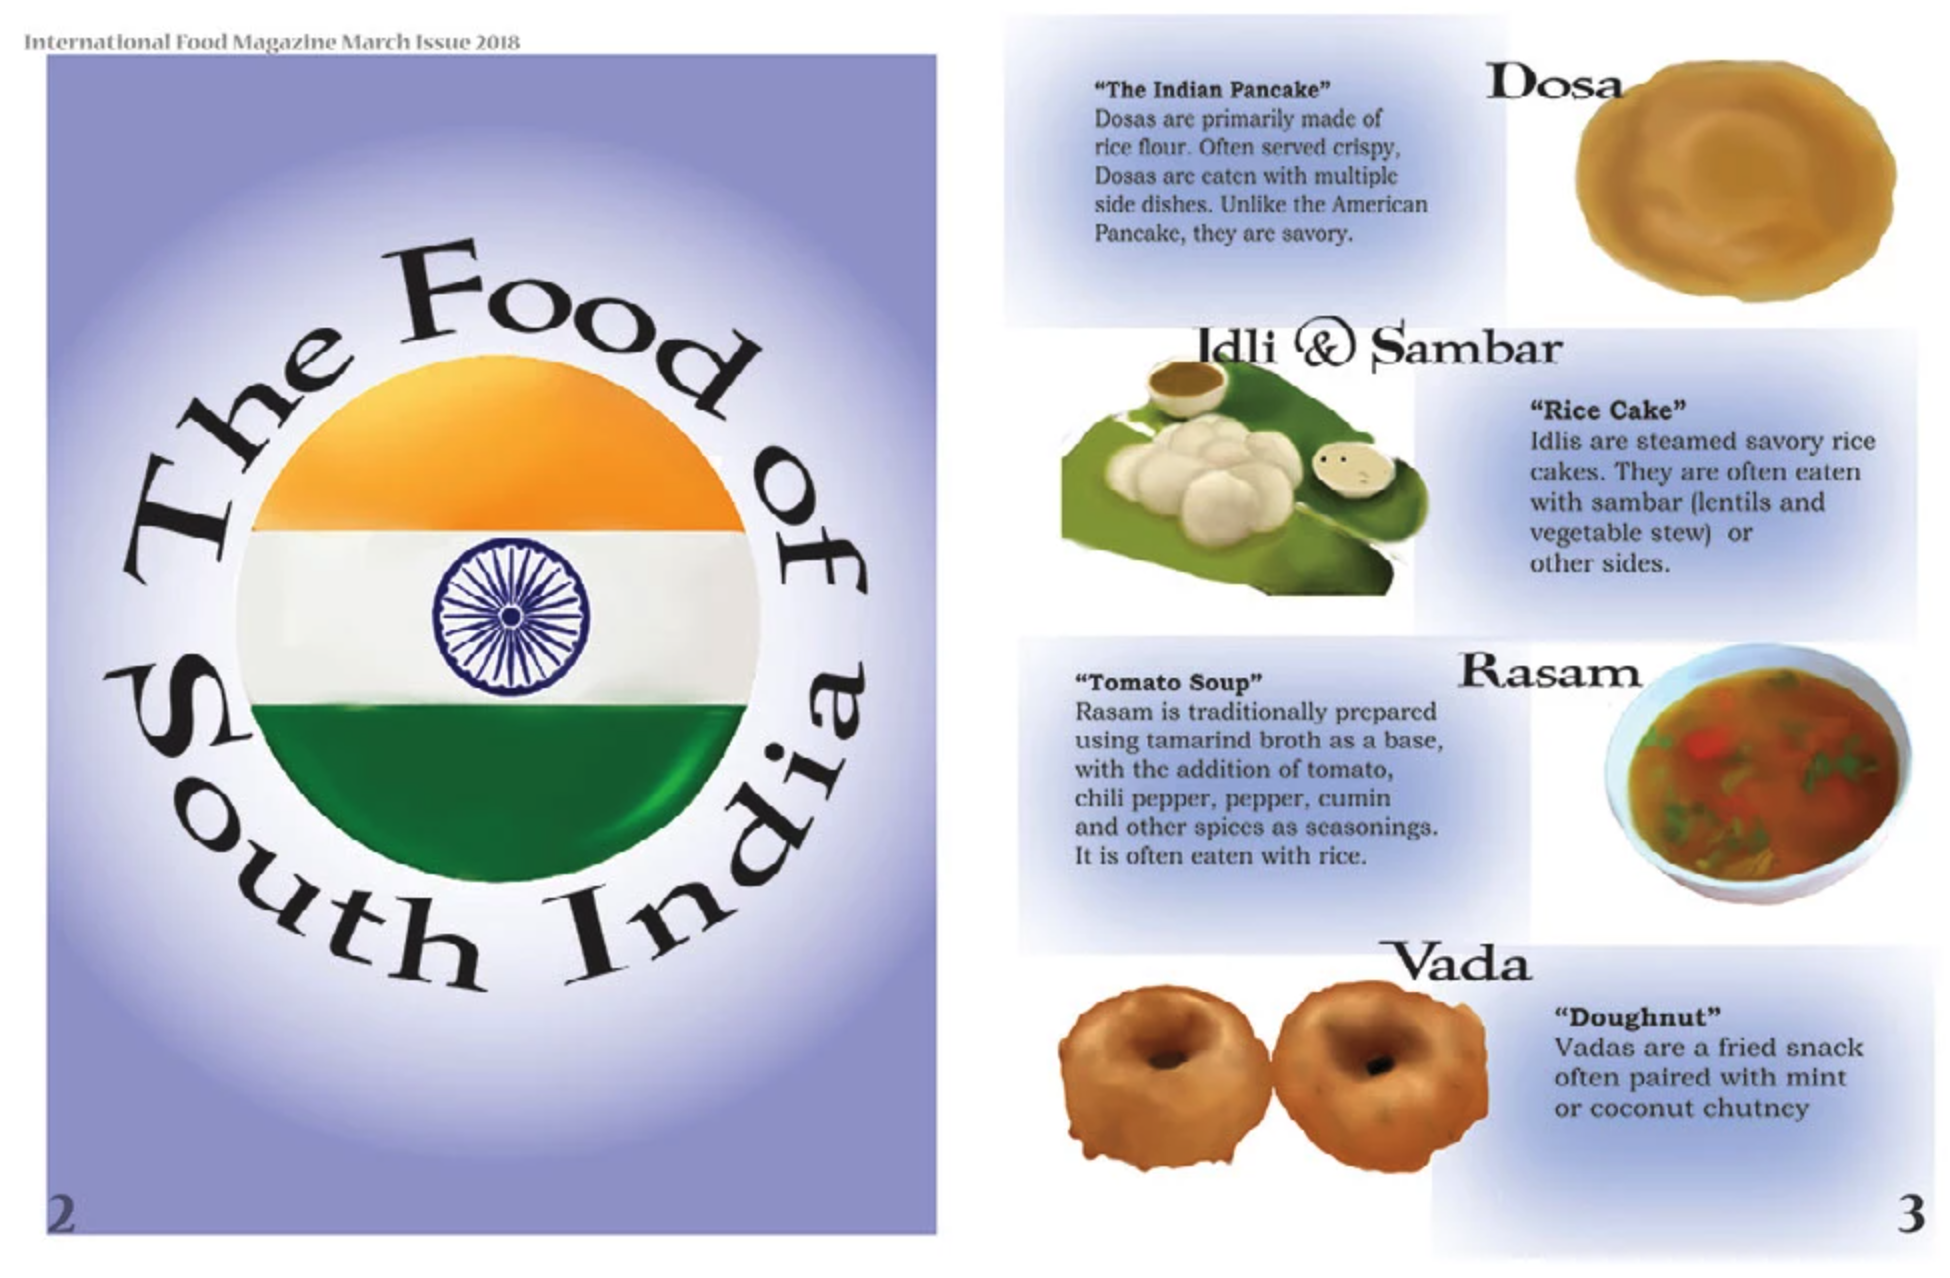 International Food Magazine March Issue 2018
The Food of
South India
2
Dosa
“The Indian Pancake”
Dosas are primarily made of
rice flour. Often served crispy,
Dosas are eaten with multiple
side dishes. Unlike the American
Pancake, they are savory.
Idli & Sambar
“Rice Cake”
Idlis are steamed savory rice
cakes. They are often eaten
with sambar (lentils and
vegetable stew) or
other sides.
Rasam
“Tomato Soup”
Rasam is traditionally prepared
using tamarind broth as a base,
with the addition of tomato,
chili pepper, pepper, cumin
and other spices as seasonings.
It is often eaten with rice.
Vada
“Doughnut”
Vadas are a fried snack
often paired with mint
or coconut chutney
3